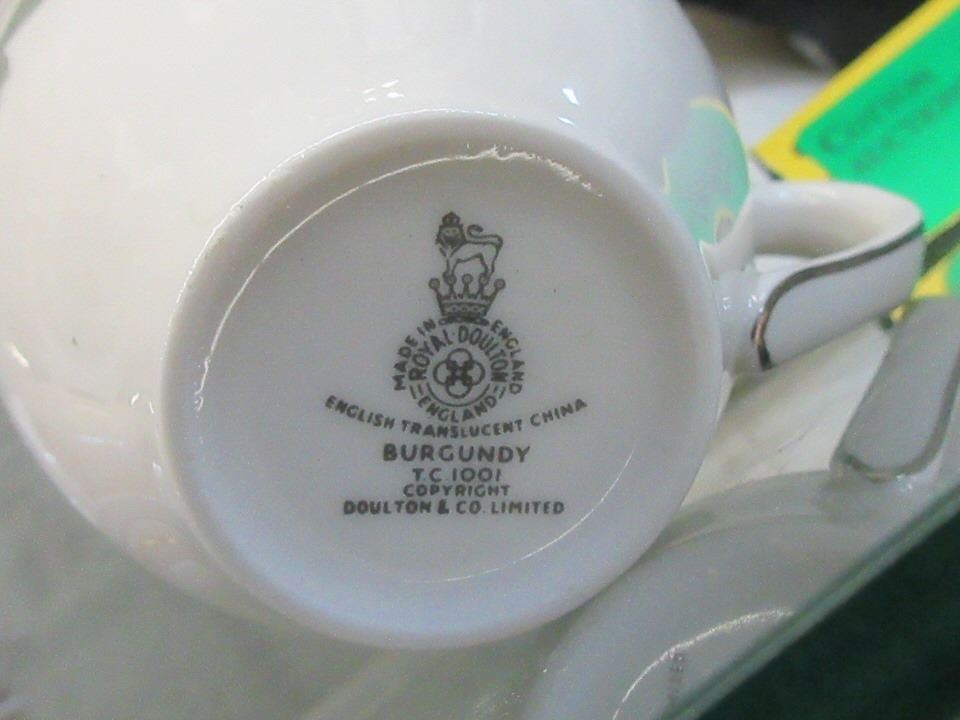 MADE IN ENGLAND
ROYAL DOULTON
ENGLAND
ENGLISH TRANSLUCENT CHINA
BURGUNDY
T.C.1001
COPYRIGHT
DOULTON & CO. LIMITED